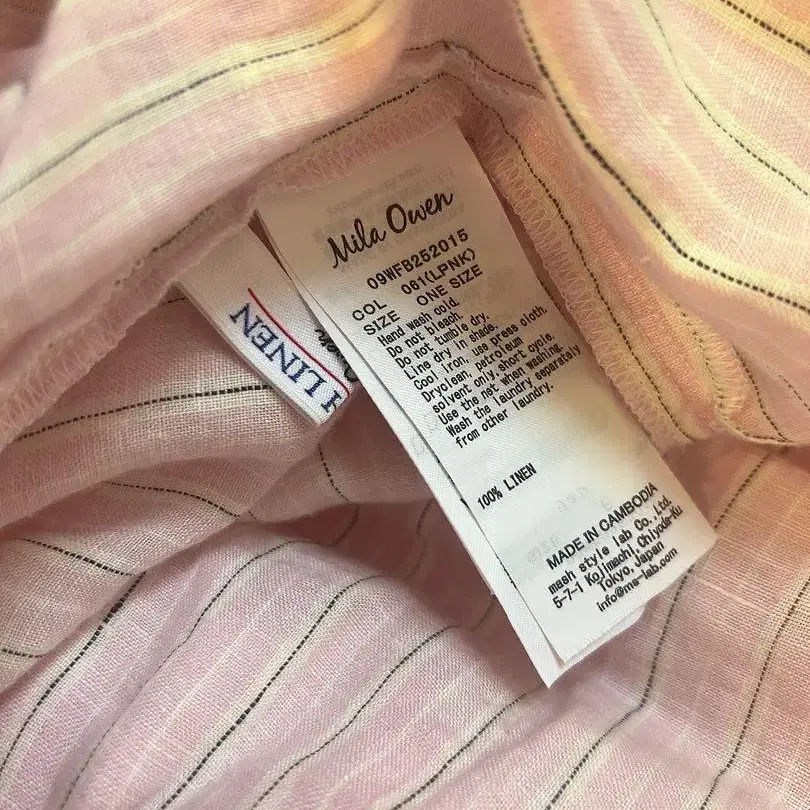 Mila Owen
09WFB252015
COL 061(LPNK)
SIZE ONE SIZE
Hand wash cold.
Do not bleach.
Do not tumble dry.
Line dry in shade.
Cool iron, use press cloth.
Dryclean, petroleum
solvent only, short cycle.
Use the net when washing.
Wash the laundry separately
from other laundry.
100% LINEN
MADE IN CAMBODIA
mash style lab Co.,Ltd.
5-7-1 Kojimachi, Chiyoda-Ku
Tokyo, Japan
info@ms-lab.com
H LINEN